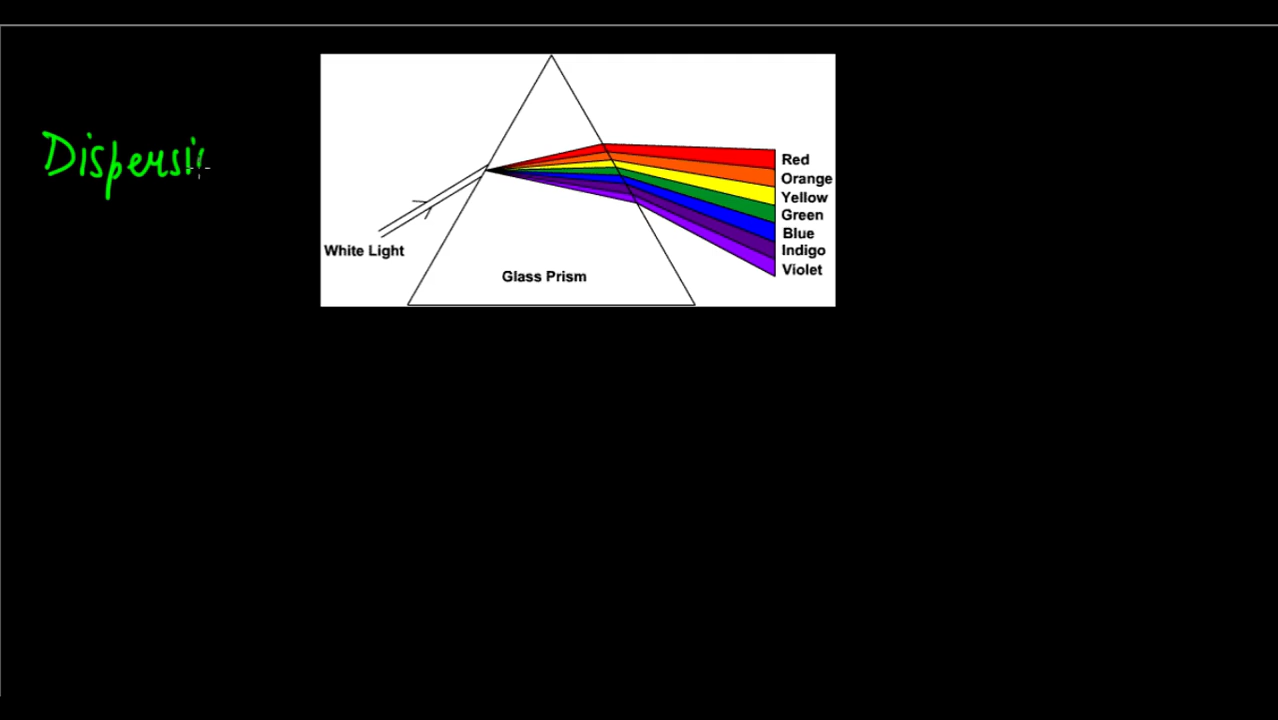 Dispersi
Red
Orange
Yellow
Green
Blue
Indigo
Violet
White Light
Glass Prism